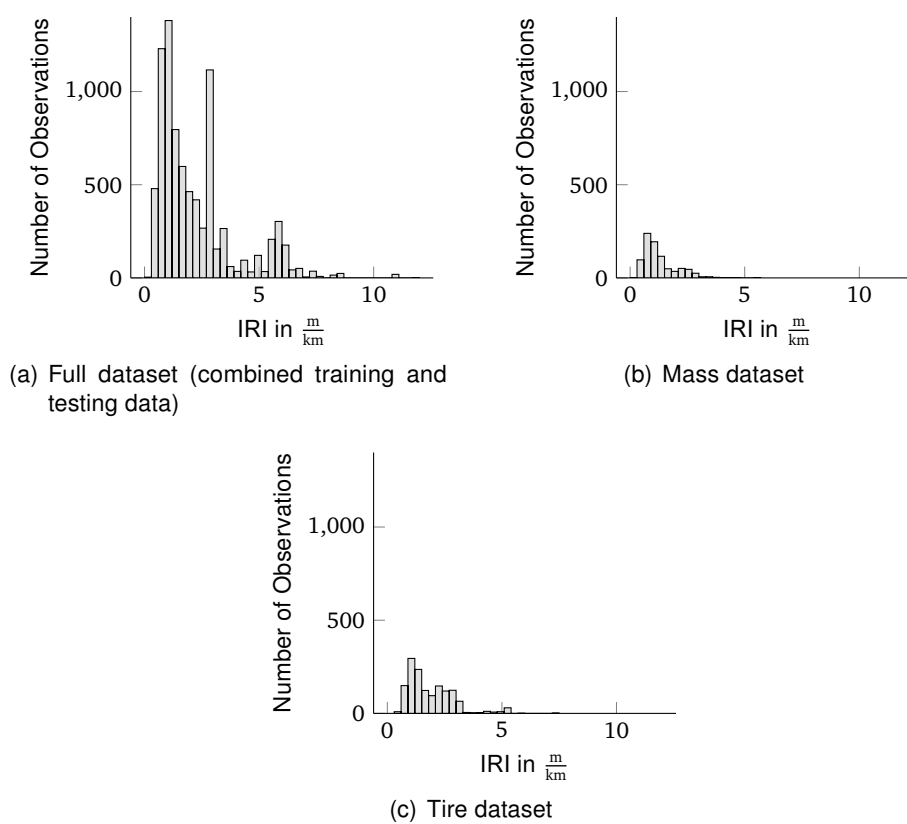 Number of Observations
1,000
500
0
0 5 10
IRI in m/km
(a) Full dataset (combined training and
testing data)
Number of Observations
1,000
500
0
0 5 10
IRI in m/km
(b) Mass dataset
Number of Observations
1,000
500
0
0 5 10
IRI in m/km
(c) Tire dataset